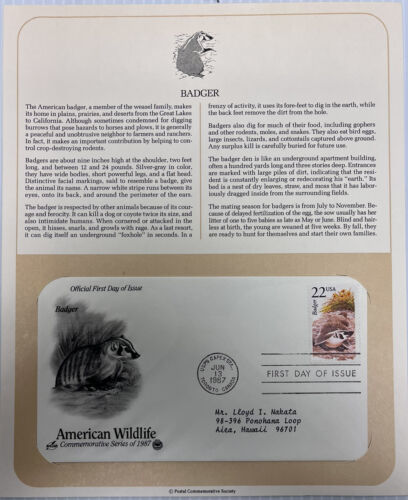 BADGER
The American badger, a member of the weasel family, makes
its home in plains, prairies, and deserts from the Great Lakes
to California. Although sometimes condemned for digging
burrows that pose hazards to horses and plows, it is generally
a peaceful and unobtrusive neighbor to farmers and ranchers.
In fact, it makes an important contribution by helping to con-
trol crop-destroying rodents.
Badgers are about nine inches high at the shoulder, two feet
long, and between 12 and 24 pounds. Silver-gray in color,
they have wide bodies, short powerful legs, and a flat head.
Distinctive facial markings, said to resemble a badge, give
the animal its name. A narrow white stripe runs between its
eyes, onto its back, and around the perimeter of the ears.
The badger is respected by other animals because of its cour-
age and ferocity. It can kill a dog or coyote twice its size, and
also intimidate humans. When cornered or attacked in the
open, it hisses, snarls, and growls with rage. As a last resort, it
can dig itself an underground "foxhole" in seconds. In a
frenzy of activity, it uses its fore-feet to dig in the earth, while
the back feet remove the dirt from the hole.
Badgers also dig for much of their food, including gophers
and other rodents, moles, and snakes. They also eat bird eggs,
large insects, lizards, and cottontails captured above ground.
Any surplus kill is carefully buried for future use.
The badger den is like an underground apartment building,
often a hundred yards long and three stories deep. Entrances
are marked with large piles of dirt, indicating that the resi-
dent is constantly enlarging or redecorating his "earth." Its
bed is a nest of dry leaves, straw, and moss that it has labori-
ously dragged inside from the surrounding fields.
The mating season for badgers is from July to November. Be-
cause of delayed fertilization of the egg, the sow usually has her
litter of one to five babies as late as May or June. Blind and hair-
less at birth, the young are weaned at five weeks. By fall, they
are ready to hunt for themselves and start their own families.
Official First Day of Issue
Badger
22 USA
Badger
JUN
13
1987
TORONTO CANADA
FIRST DAY OF ISSUE
Mr. Lloyd I. Nakata
98-396 Ponohana Loop
Aiea, Hawaii 96701
American Wildlife
Commemorative Series of 1987
© Postal Commemorative Society